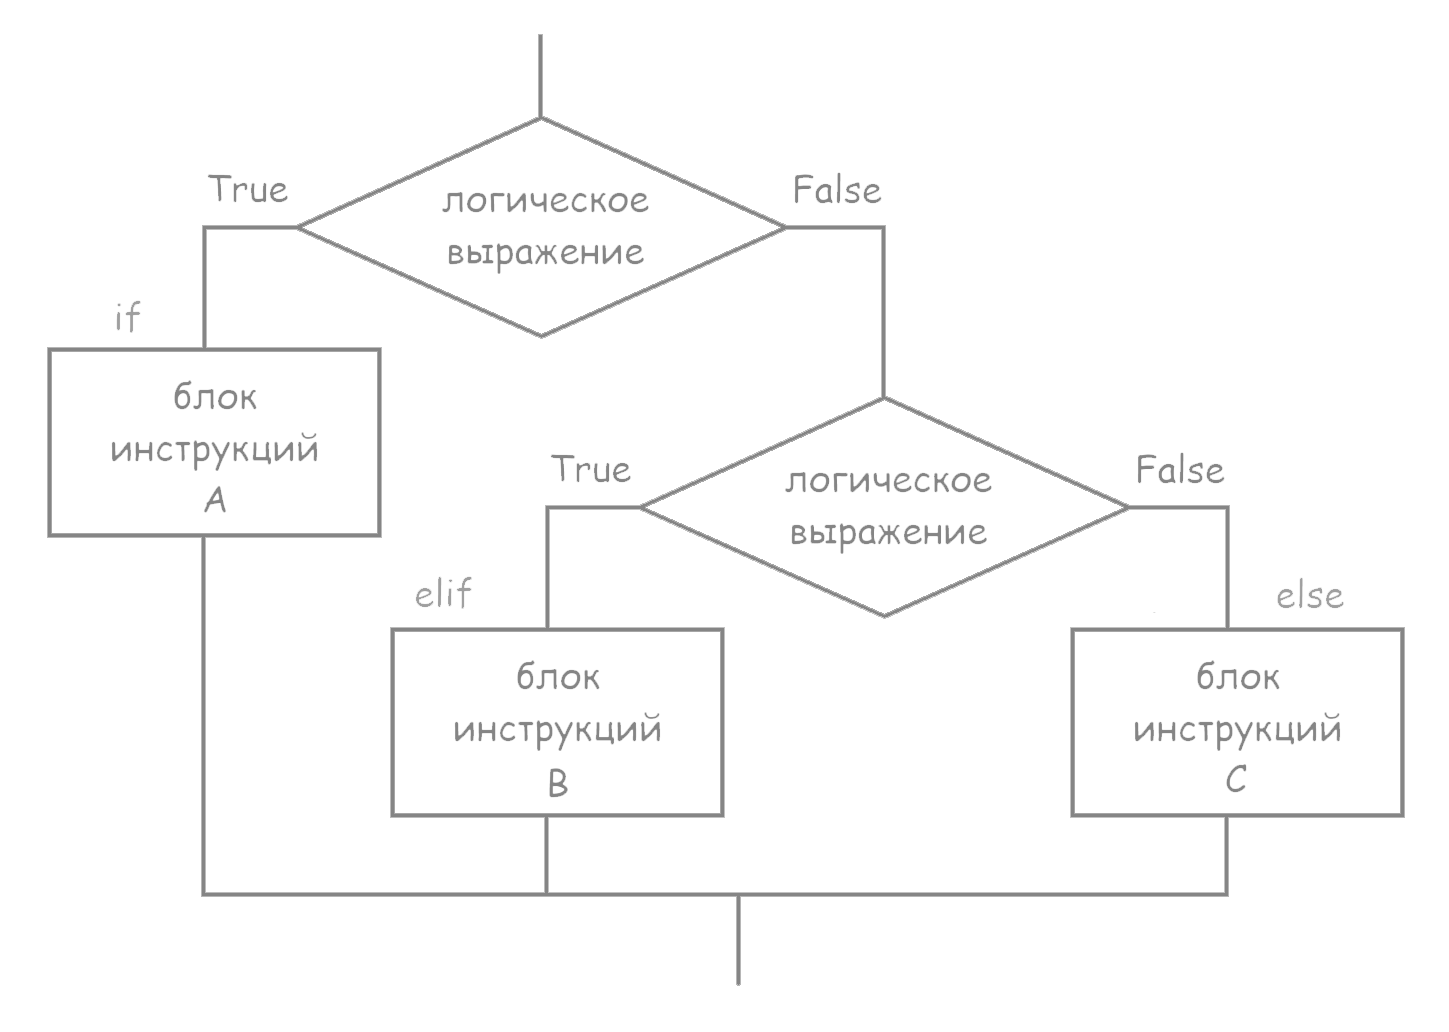 True
логическое
выражение
False
if
блок
инструкций
A
True
логическое
выражение
False
elif
блок
инструкций
B
else
блок
инструкций
C